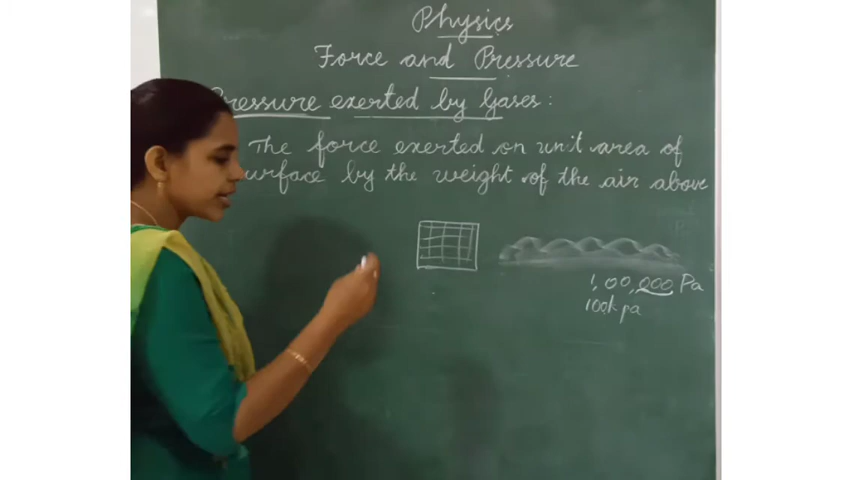 Physics
Force and Pressure
Pressure exerted by Gases :
The force exerted on unit area of
urface by the weight of the air above
1,00,000 Pa
100k pa